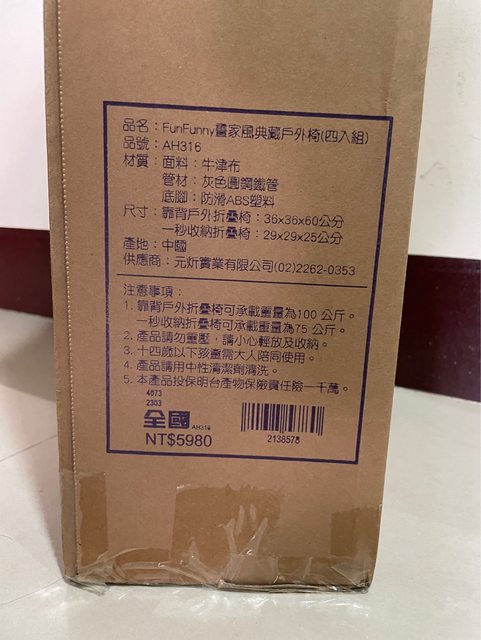 品名：FunFunny畫家風典藏戶外椅(四入組)
品號：AH316
材質：面料：牛津布
管材：灰色圓鋼鐵管
底腳：防滑ABS塑料
尺寸：靠背戶外折疊椅：36x36x60公分
一秒收納折疊椅：29x29x25公分
產地：中國
供應商：元炘實業有限公司(02)2262-0353
注意事項：
1. 靠背戶外折疊椅可承載重量為100 公斤。
一秒收納折疊椅可承載重量為75 公斤。
2. 產品請勿重壓，請小心輕放及收納。
3. 十四歲以下孩童需大人陪同使用。
4. 產品請用中性清潔劑清洗。
5. 本產品投保明台產物保險責任險一千萬。
4673
2303
全國 AH316
NT$5980
2138578